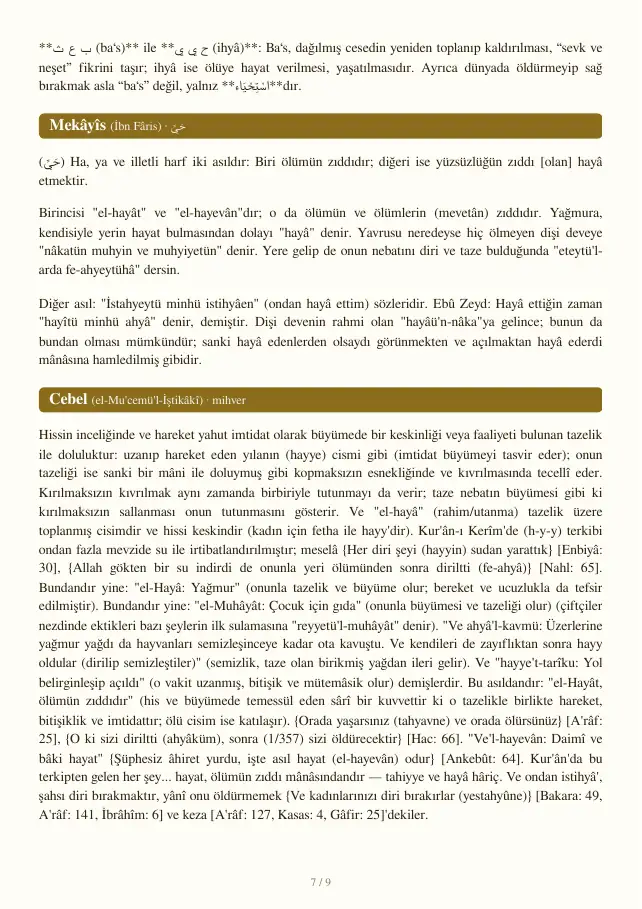 **ب ع ث (ba's)** ile **ح ي ي (ihyâ)**: Ba's, dağılmış cesedin yeniden toplanıp kaldırılması, “sevk ve
neşet” fikrini taşır; ihyâ ise ölüye hayat verilmesi, yaşatılmasıdır. Ayrıca dünyada öldürmeyip sağ
bırakmak asla “ba's” değil, yalnız **اسْتِحْيَاء**dır.
Mekâyîs (İbn Fâris) · حَيّ
(حَيّ) Ha, ya ve illetli harf iki asıldır: Biri ölümün zıddıdır; diğeri ise yüzsüzlüğün zıddı [olan] hayâ
etmektir.
Birincisi "el-hayât" ve "el-hayevân"dır; o da ölümün ve ölümlerin (mevetân) zıddıdır. Yağmura,
kendisiyle yerin hayat bulmasından dolayı "hayâ" denir. Yavrusu neredeyse hiç ölmeyen dişi deveye
"nâkatün muhyin ve muhyiyetün" denir. Yere gelip de onun nebatını diri ve taze bulduğunda "eteytü'l-
arda fe-ahyeytühâ" dersin.
Diğer asıl: "İstahyeytü minhü istihyâen" (ondan hayâ ettim) sözleridir. Ebû Zeyd: Hayâ ettiğin zaman
"hayîtü minhü ahyâ" denir, demiştir. Dişi devenin rahmi olan "hayâü'n-nâka"ya gelince; bunun da
bundan olması mümkündür; sanki hayâ edenlerden olsaydı görünmekten ve açılmaktan hayâ ederdi
mânâsına hamledilmiş gibidir.
Cebel (el-Mu'cemü'l-İştikâkî) · mihver
Hissin inceliğinde ve hareket yahut imtidat olarak büyümede bir keskinliği veya faaliyeti bulunan tazelik
ile doluluktur: uzanıp hareket eden yılanın (hayye) cismi gibi (imtidat büyümeyi tasvir eder); onun
tazeliği ise sanki bir mâni ile doluymuş gibi kopmaksızın esnekliğinde ve kıvrılmasında tecellî eder.
Kırılmaksızın kıvrılmak aynı zamanda birbiriyle tutunmayı da verir; taze nebatın büyümesi gibi ki
kırılmaksızın sallanması onun tutunmasını gösterir. Ve "el-hayâ" (rahim/utanma) tazelik üzere
toplanmış cisimdir ve hissi keskindir (kadın için fetha ile hayy'dir). Kur'ân-ı Kerîm'de (h-y-y) terkibi
ondan fazla mevzide su ile irtibatlandırılmıştır; meselâ {Her diri şeyi (hayyin) sudan yarattık} [Enbiyâ:
30], {Allah gökten bir su indirdi de onunla yeri ölümünden sonra diriltti (fe-ahyâ)} [Nahl: 65].
Bundandır yine: "el-Hayâ: Yağmur" (onunla tazelik ve büyüme olur; bereket ve ucuzlukla da tefsir
edilmiştir). Bundandır yine: "el-Muhâyât: Çocuk için gıda" (onunla büyümesi ve tazeliği olur) (çiftçiler
nezdinde ektikleri bazı şeylerin ilk sulamasına "reyyetü'l-muhâyât" denir). "Ve ahyâ'l-kavmü: Üzerlerine
yağmur yağdı da hayvanları semizleşinceye kadar ota kavuştu. Ve kendileri de zayıflıktan sonra hayy
oldular (dirilip semizleştiler)" (semizlik, taze olan birikmiş yağdan ileri gelir). Ve "hayye't-tarîku: Yol
belirginleşip açıldı" (o vakit uzanmış, bitişik ve mütemâsik olur) demişlerdir. Bu asıldandır: "el-Hayât,
ölümün zıddıdır" (his ve büyümede temessül eden sârî bir kuvvettir ki o tazelikle birlikte hareket,
bitişiklik ve imtidattır; ölü cisim ise katılaşır). {Orada yaşarsınız (tahyavne) ve orada ölürsünüz} [A'râf:
25], {O ki sizi diriltti (ahyâküm), sonra (1/357) sizi öldürecektir} [Hac: 66]. "Ve'l-hayevân: Daimî ve
bâki hayat" {Şüphesiz âhiret yurdu, işte asıl hayat (el-hayevân) odur} [Ankebût: 64]. Kur'ân'da bu
terkipten gelen her şey... hayat, ölümün zıddı mânâsındandır — tahiyye ve hayâ hâriç. Ve ondan istihyâ',
şahsı diri bırakmaktır, yânî onu öldürmemek {Ve kadınlarınızı diri bırakırlar (yestahyûne)} [Bakara: 49,
A'râf: 141, İbrâhîm: 6] ve keza [A'râf: 127, Kasas: 4, Gâfir: 25]'dekiler.
7 / 9